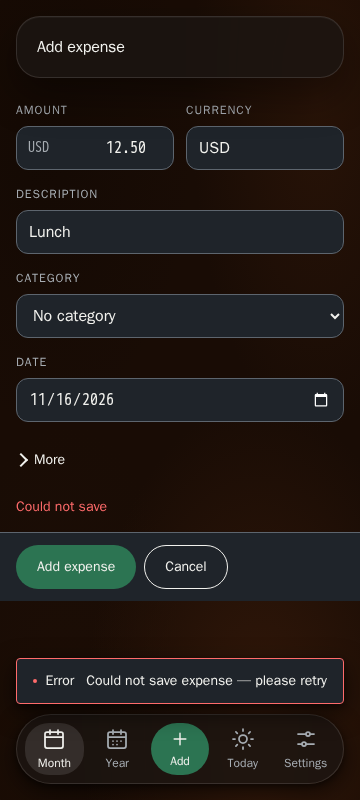 Add expense
AMOUNT CURRENCY
USD 12.50 USD
DESCRIPTION
Lunch
CATEGORY
No category
DATE
11/16/2026
More
Could not save
Add expense Cancel
Error Could not save expense — please retry
Month Year Add Today Settings